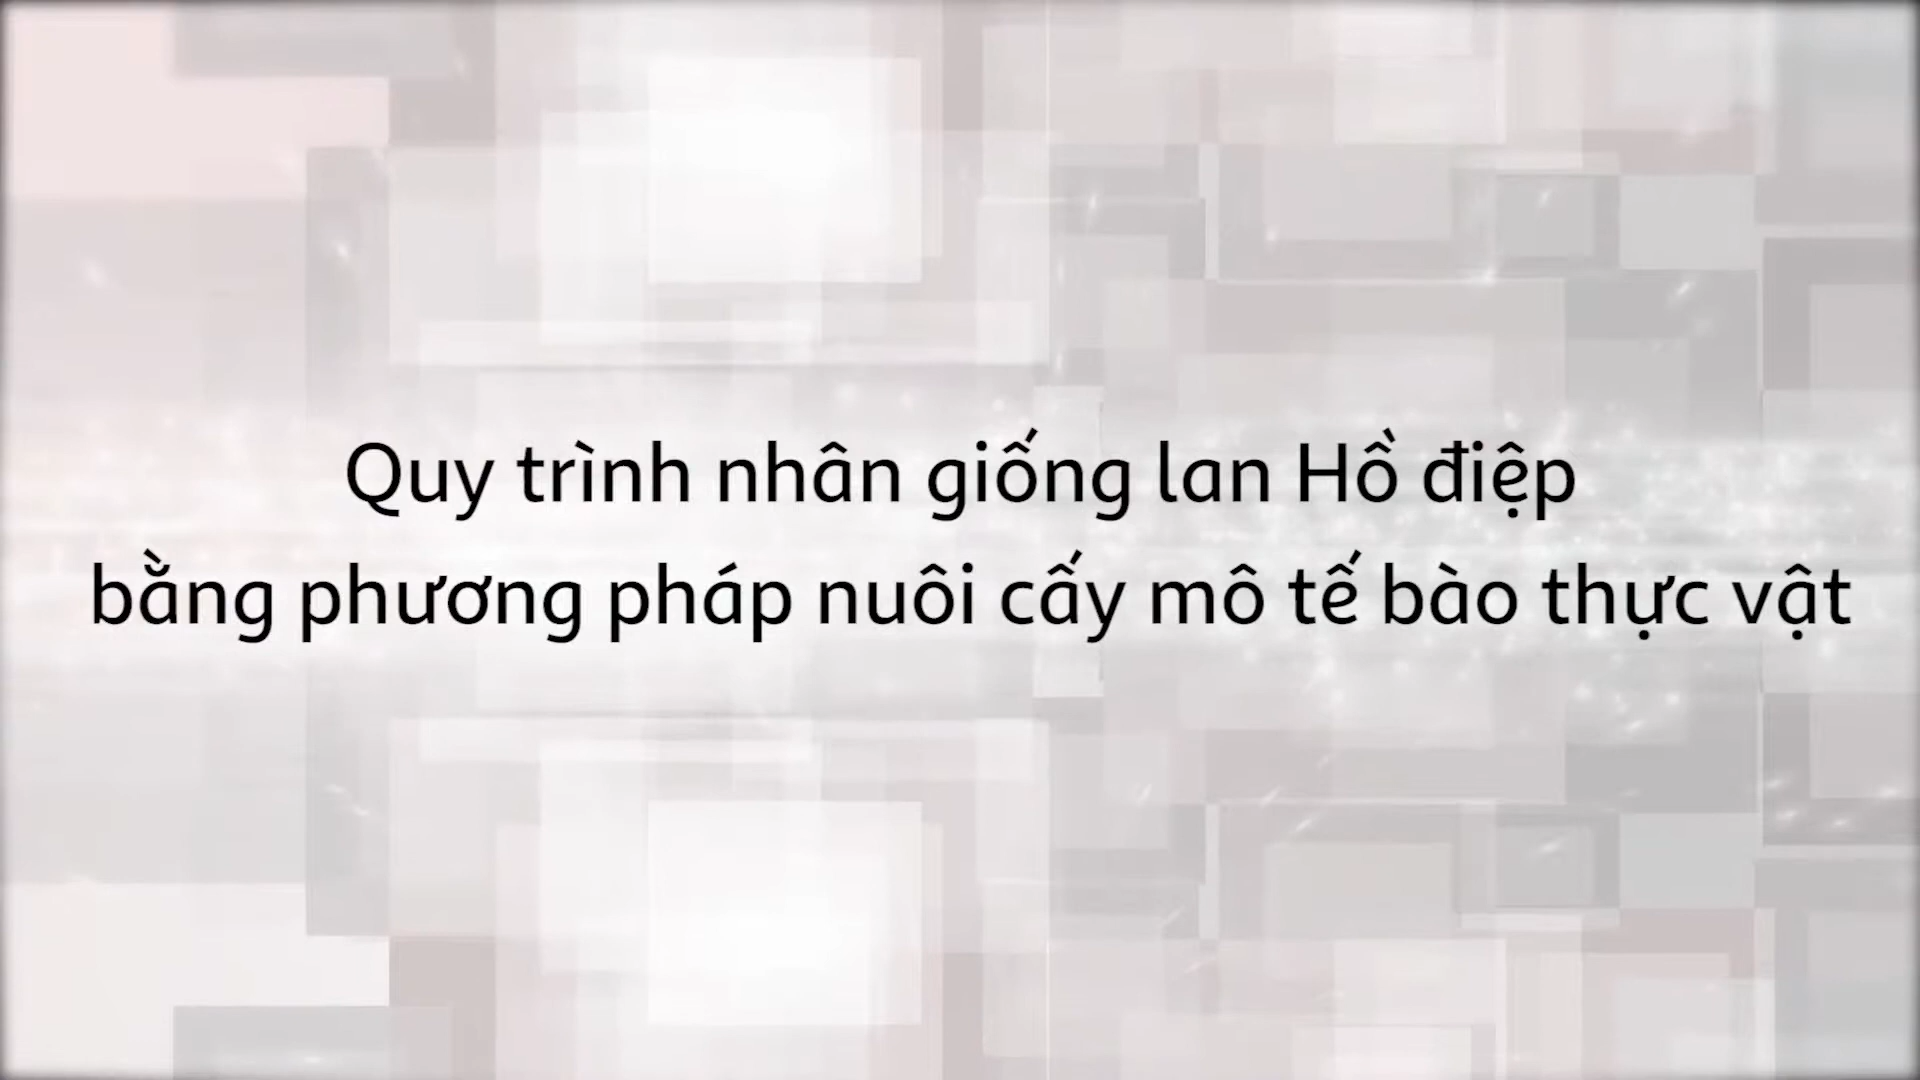 Quy trình nhân giống lan Hồ điệp
bằng phương pháp nuôi cấy mô tế bào thực vật